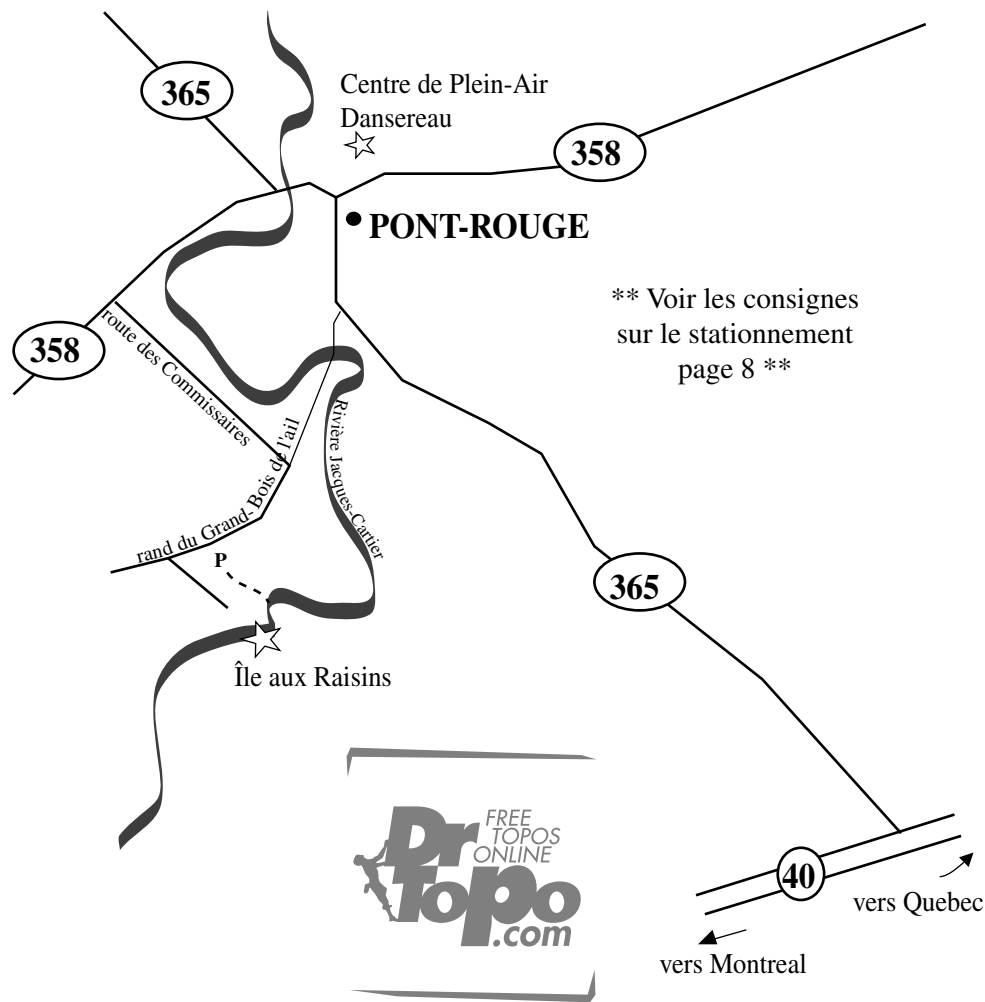 365
Centre de Plein-Air
Dansereau
358
PONT-ROUGE
** Voir les consignes
sur le stationnement
page 8 **
358
route des Commissaires
rand du Grand-Bois de l'ail
Rivière Jacques-Cartier
P
365
Île aux Raisins
Dr
Topo
.com
FREE
TOPOS
ONLINE
40
vers Quebec
vers Montreal